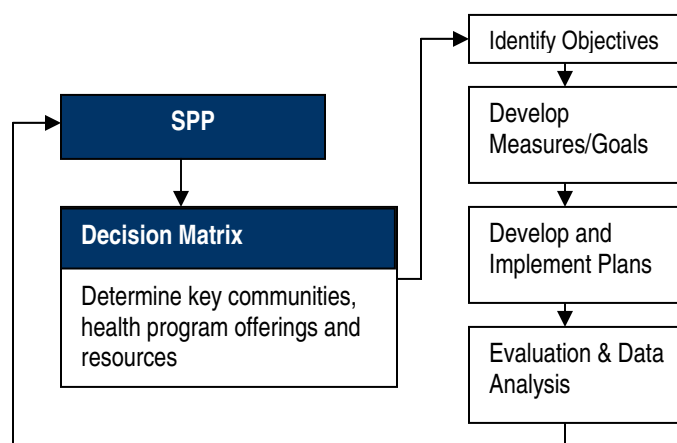 SPP
Decision Matrix
Determine key communities,
health program offerings and
resources
Identify Objectives
Develop
Measures/Goals
Develop and
Implement Plans
Evaluation & Data
Analysis